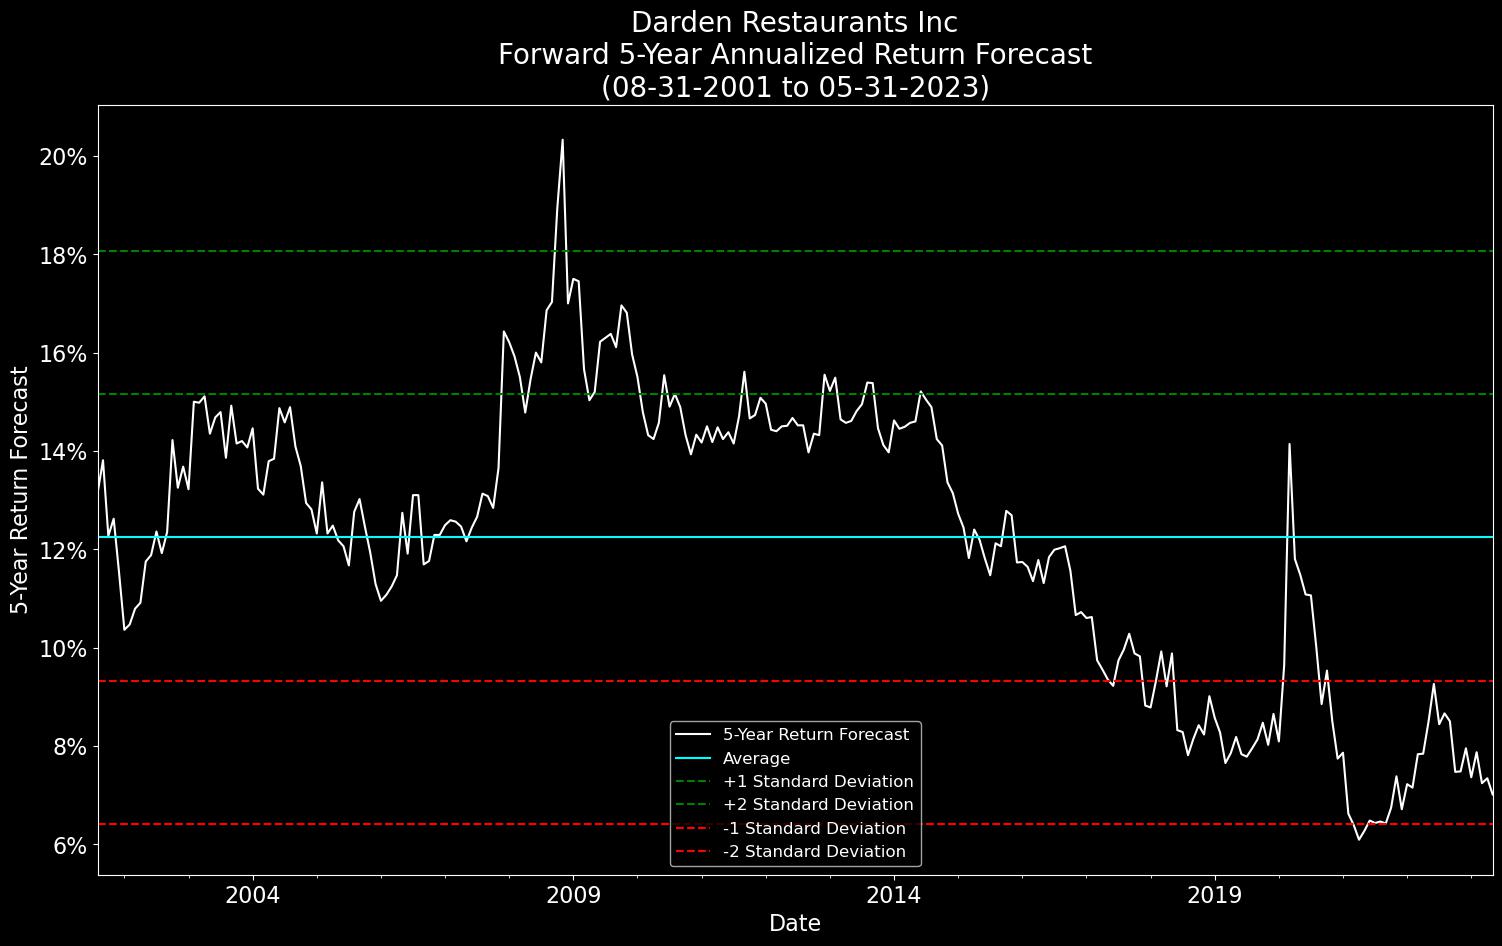 Darden Restaurants Inc
Forward 5-Year Annualized Return Forecast
(08-31-2001 to 05-31-2023)
5-Year Return Forecast
20%
18%
16%
14%
12%
10%
8%
6%
5-Year Return Forecast
Average
+1 Standard Deviation
+2 Standard Deviation
-1 Standard Deviation
-2 Standard Deviation
2004
2009
2014
2019
Date